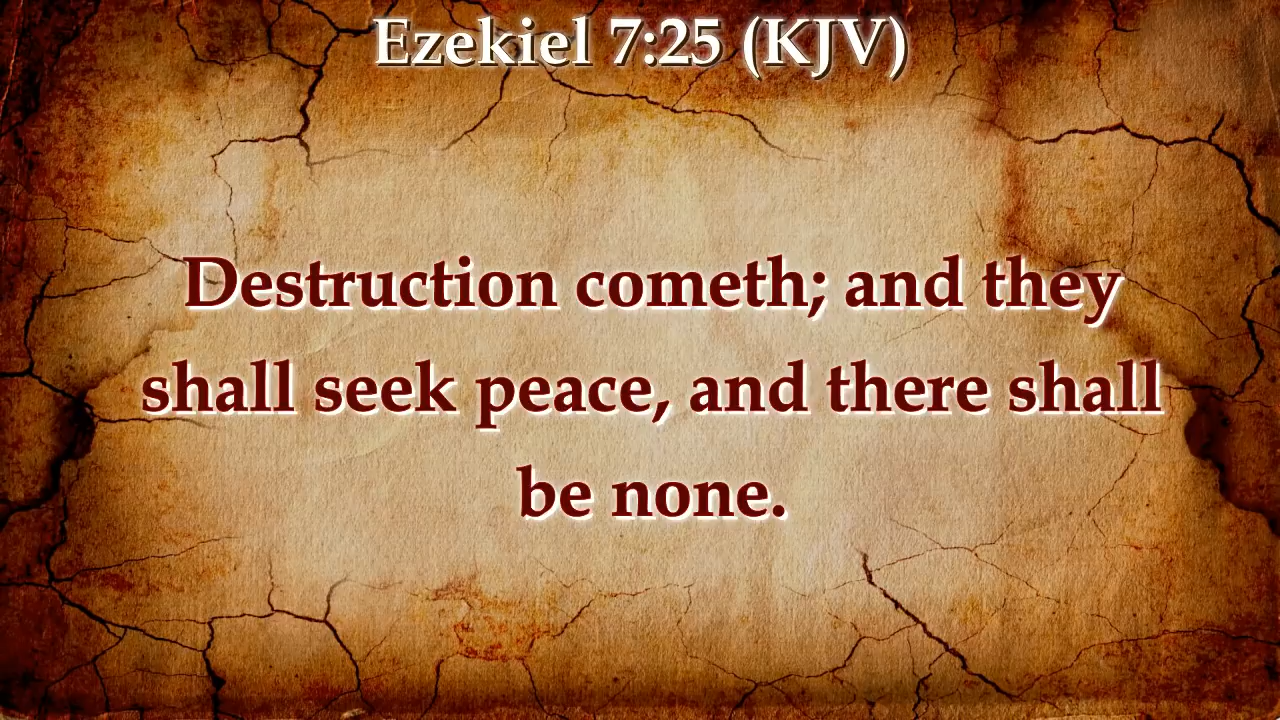 Ezekiel 7:25 (KJV)
Destruction cometh; and they
shall seek peace, and there shall
be none.